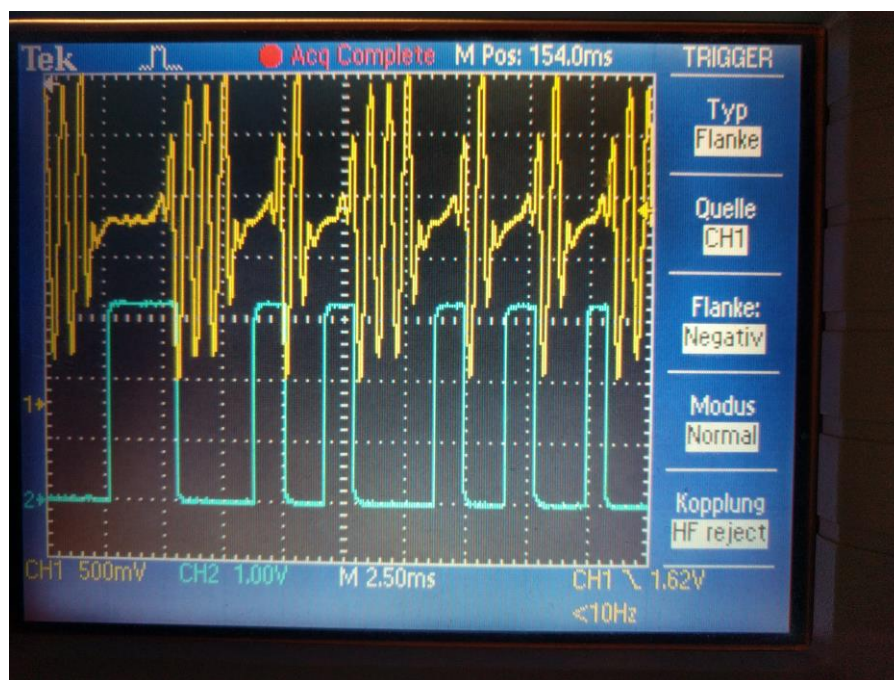 Tek Acq Complete M Pos: 154.0ms TRIGGER
Typ
Flanke
Quelle
CH1
Flanke:
Negativ
1
Modus
Normal
2
Kopplung
HF reject
CH1 500mV CH2 1.00V M 2.50ms CH1 \ 1.62V
<10Hz